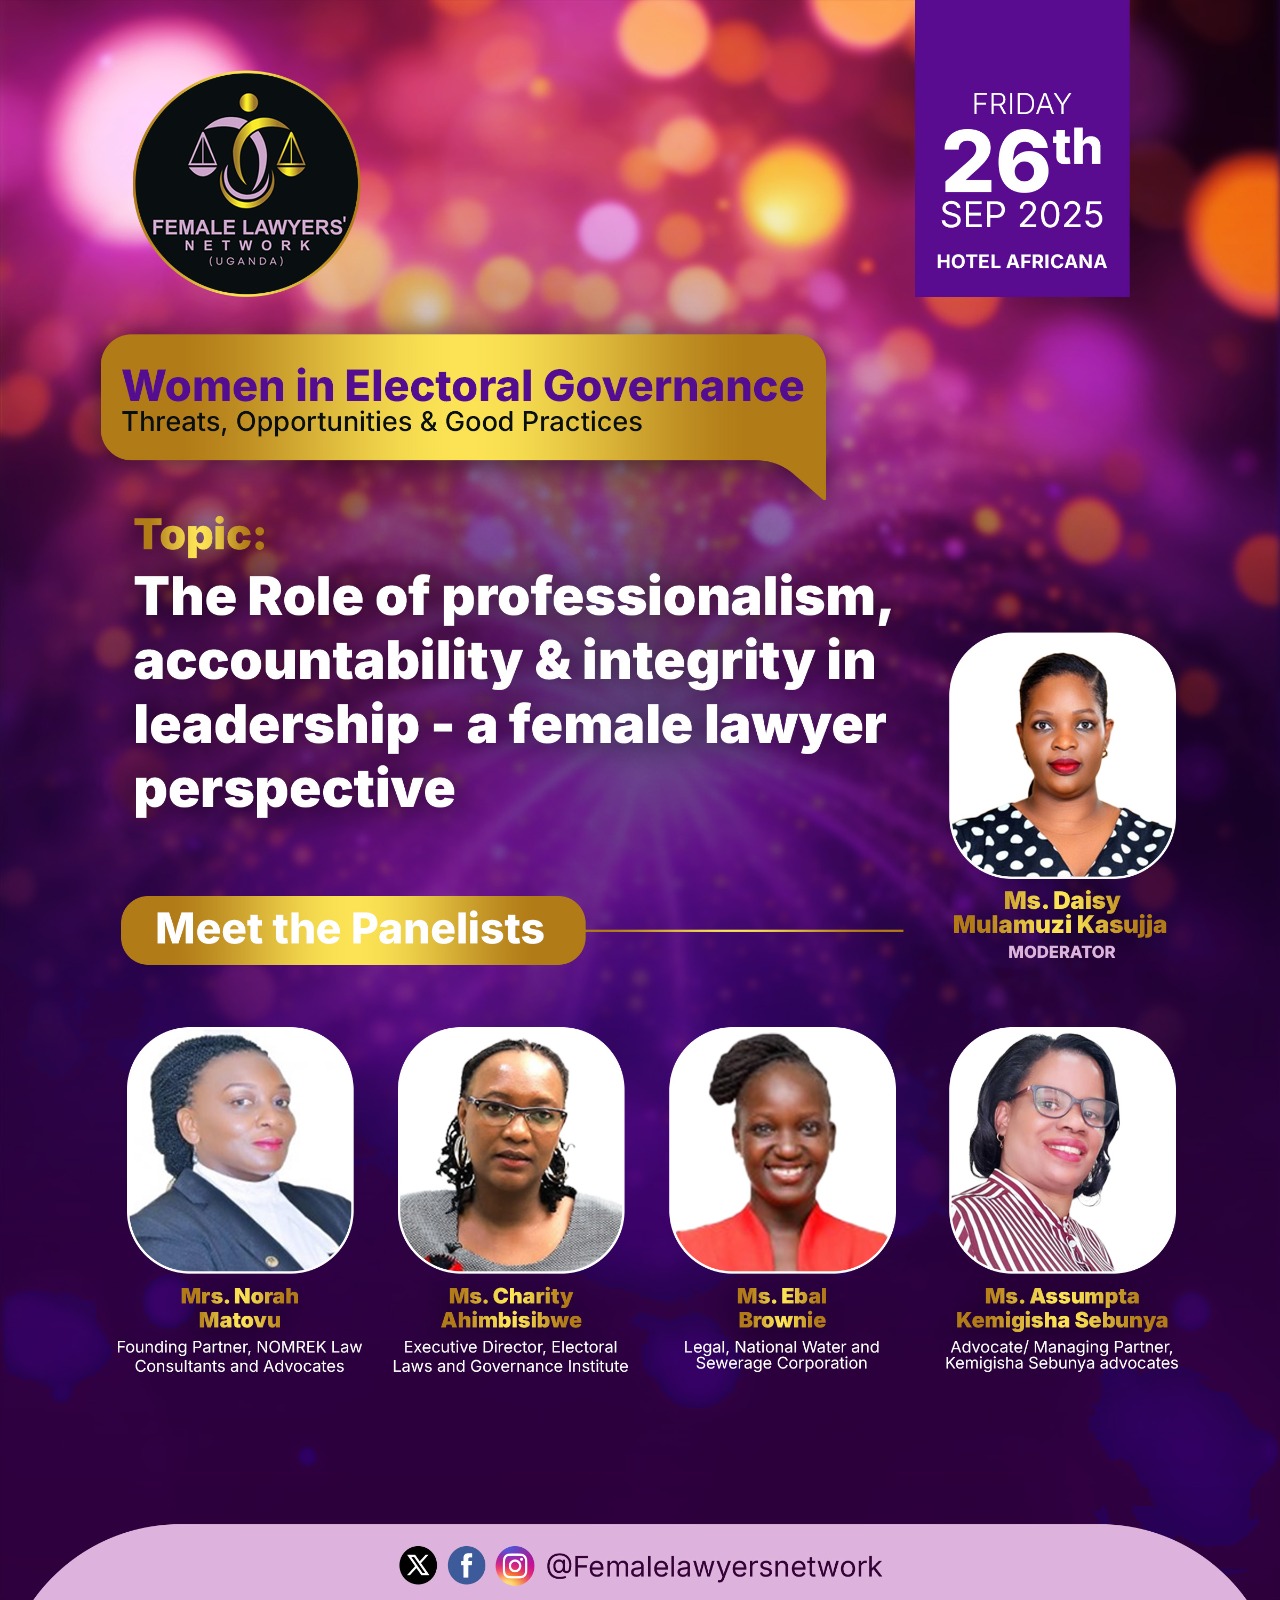 FEMALE LAWYERS'
NETWORK
(UGANDA)
FRIDAY
26th
SEP 2025
HOTEL AFRICANA
Women in Electoral Governance
Threats, Opportunities & Good Practices
Topic:
The Role of professionalism,
accountability & integrity in
leadership - a female lawyer
perspective
Ms. Daisy
Mulamuzi Kasujja
MODERATOR
Meet the Panelists
Mrs. Norah
Matovu
Founding Partner, NOMREK Law
Consultants and Advocates
Ms. Charity
Ahimbisibwe
Executive Director, Electoral
Laws and Governance Institute
Ms. Ebal
Brownie
Legal, National Water and
Sewerage Corporation
Ms. Assumpta
Kemigisha Sebunya
Advocate/ Managing Partner,
Kemigisha Sebunya advocates
@Femalelawyersnetwork